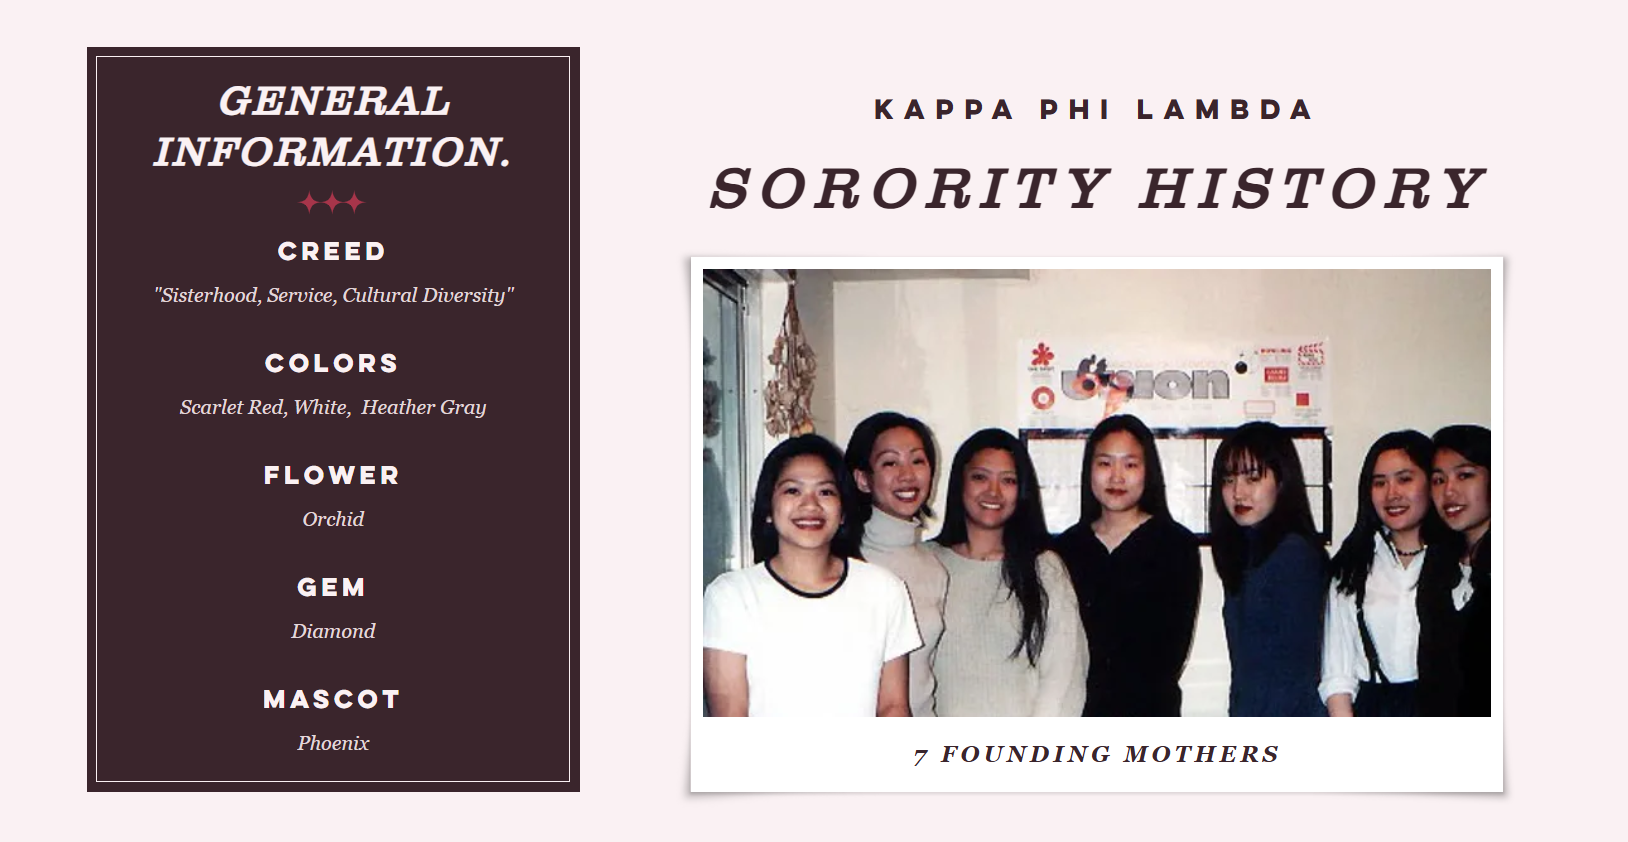 GENERAL
INFORMATION.
CREED
"Sisterhood, Service, Cultural Diversity"
COLORS
Scarlet Red, White,  Heather Gray
FLOWER
Orchid
GEM
Diamond
MASCOT
Phoenix
KAPPA PHI LAMBDA
SORORITY HISTORY
7 FOUNDING MOTHERS